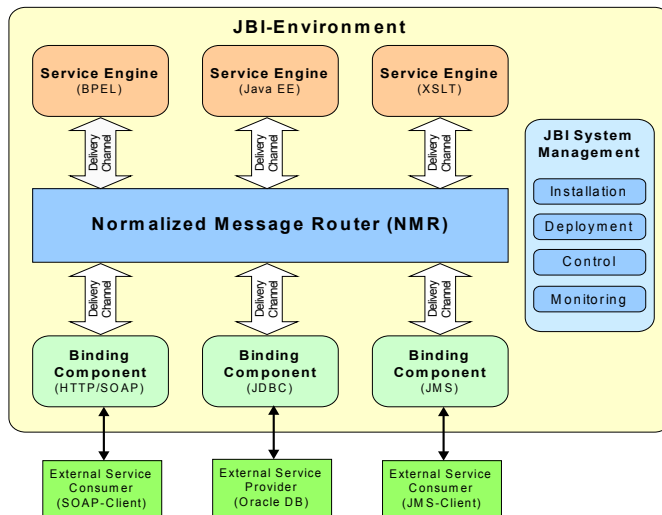 JBI-Environment
Service Engine
(BPEL)
Service Engine
(Java EE)
Service Engine
(XSLT)
Delivery
Channel
Delivery
Channel
Delivery
Channel
JBI System
Management
Installation
Deployment
Control
Monitoring
Normalized Message Router (NMR)
Delivery
Channel
Delivery
Channel
Delivery
Channel
Binding
Component
(HTTP/SOAP)
Binding
Component
(JDBC)
Binding
Component
(JMS)
External Service
Consumer
(SOAP-Client)
External Service
Provider
(Oracle DB)
External Service
Consumer
(JMS-Client)